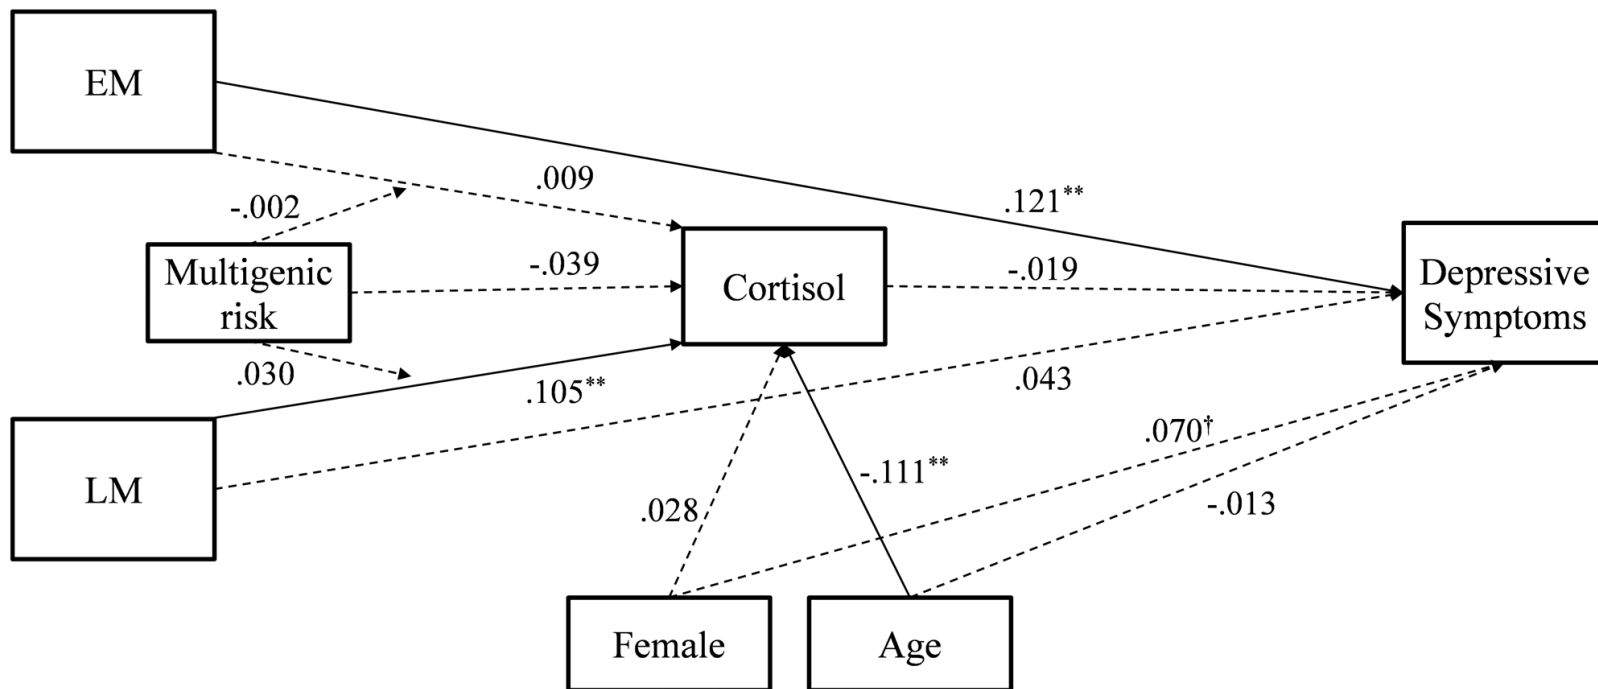 EM
.009
-.002
.121**
Multigenic
risk
-.039
Cortisol
-.019
Depressive
Symptoms
.030
.105**
.043
LM
.070†
-.111**
.028
-.013
Female
Age